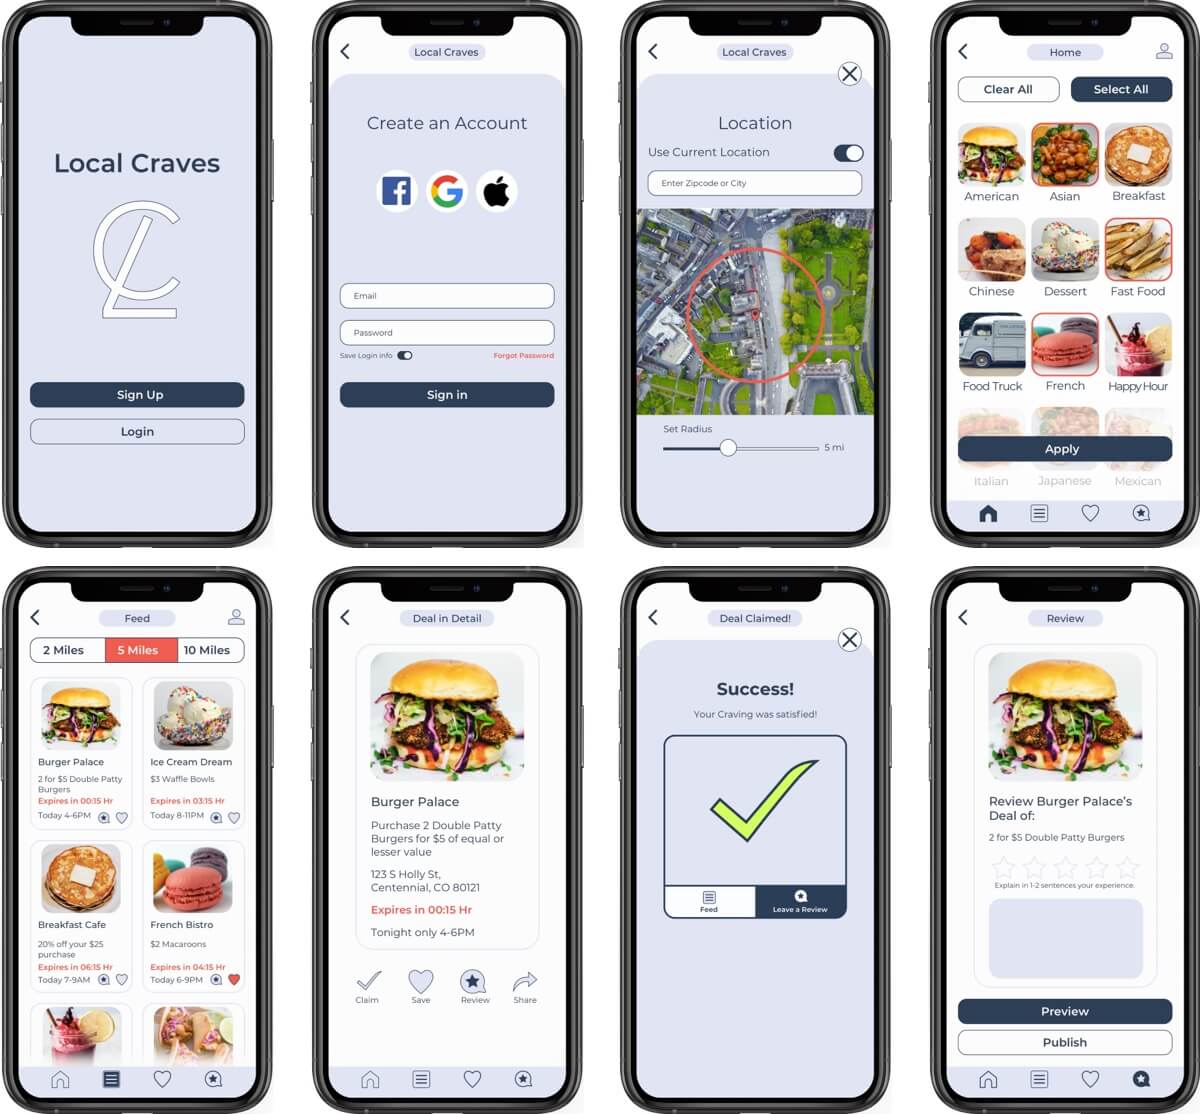 Local Craves
CL
Sign Up
Login
Local Craves
Create an Account
Email
Password
Save Login info
Forgot Password
Sign in
Local Craves
Location
Use Current Location
Enter Zipcode or City
Set Radius
5 mi
Home
Clear All
Select All
American
Asian
Breakfast
Chinese
Dessert
Fast Food
Food Truck
French
Happy Hour
Apply
Italian
Japanese
Mexican
Feed
2 Miles
5 Miles
10 Miles
Burger Palace
2 for $5 Double Patty
Burgers
Expires in 00:15 Hr
Today 4-6PM
Ice Cream Dream
$3 Waffle Bowls
Expires in 03:15 Hr
Today 8-11PM
Breakfast Cafe
20% off your $25
purchase
Expires in 06:15 Hr
Today 7-9AM
French Bistro
$2 Macaroons
Expires in 04:15 Hr
Today 6-9PM
Deal in Detail
Burger Palace
Purchase 2 Double Patty
Burgers for $5 of equal or
lesser value
123 S Holly St,
Centennial, CO 80121
Expires in 00:15 Hr
Tonight only 4-6PM
Claim
Save
Review
Share
Deal Claimed!
Success!
Your Craving was satisfied!
Feed
Leave a Review
Review
Review Burger Palace's
Deal of:
2 for $5 Double Patty Burgers
Explain in 1-2 sentences your experience.
Preview
Publish